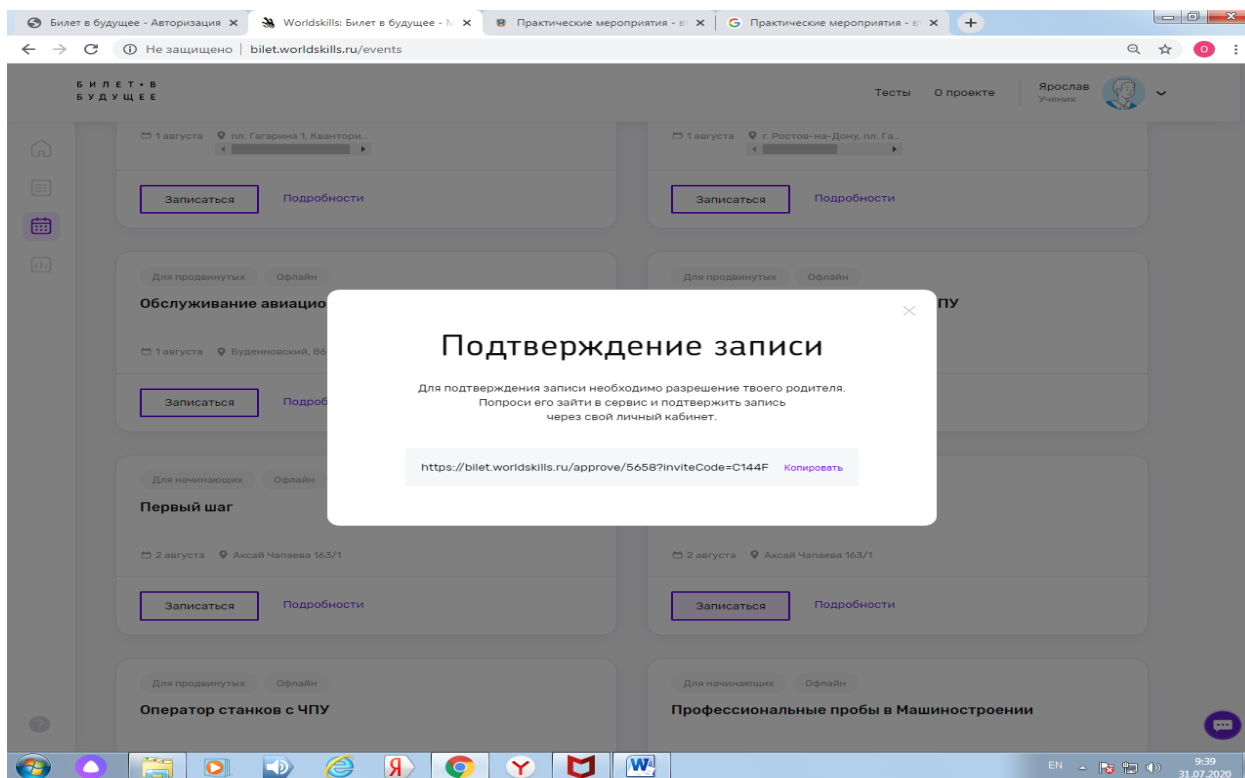 Билет в будущее - Авторизация
Worldskills: Билет в будущее - М
Практические мероприятия - вт
Практические мероприятия - в
Не защищено | bilet.worldskills.ru/events
БИЛЕТ•В
БУДУЩЕЕ
Тесты О проекте
Ярослав
Ученик
1 августа пл. Гагарина 1, Квантори...
1 августа г. Ростов-на-Дону, пл. Га...
Записаться Подробности
Записаться Подробности
Для продвинутых Офлайн
Для продвинутых Офлайн
Обслуживание авиацио
ПУ
1 августа Буденновский, 86
Записаться Подроб
Подтверждение записи
Для подтверждения записи необходимо разрешение твоего родителя.
Попроси его зайти в сервис и подтвердить запись
через свой личный кабинет.
https://bilet.worldskills.ru/approve/5658?inviteCode=C144F Копировать
Для начинающих Офлайн
Первый шаг
2 августа Аксай Чапаева 163/1
2 августа Аксай Чапаева 163/1
Записаться Подробности
Записаться Подробности
Для продвинутых Офлайн
Для начинающих Офлайн
Оператор станков с ЧПУ
Профессиональные пробы в Машиностроении
EN
9:39
31.07.2020